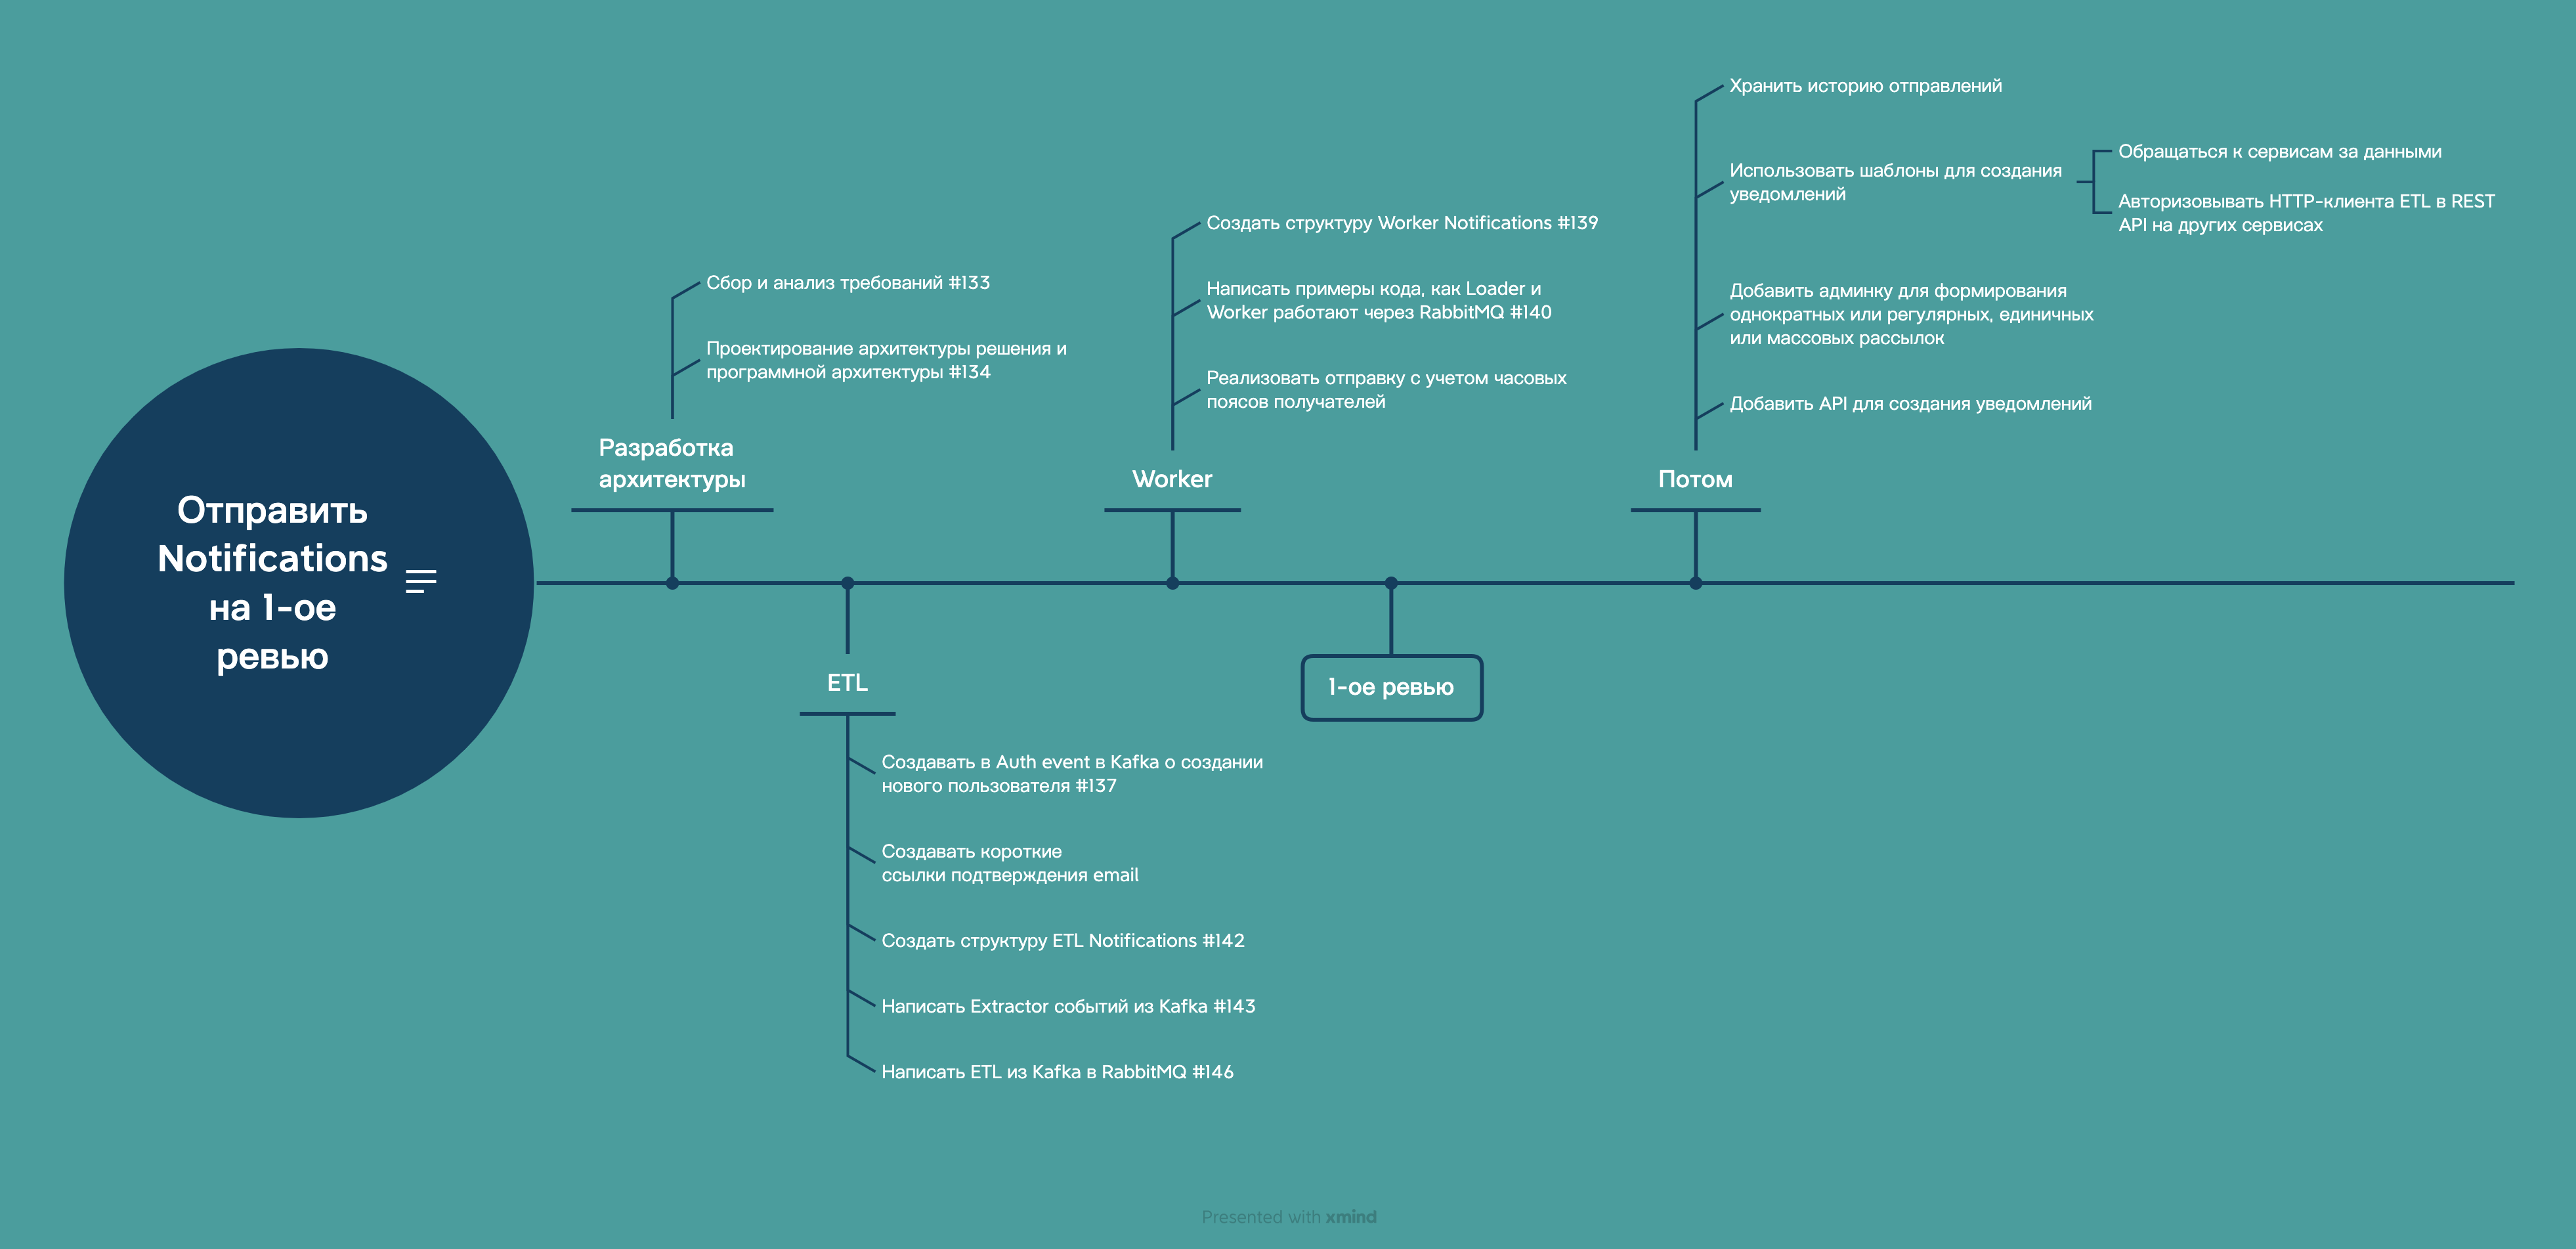 Отправить
Notifications
на 1-ое
ревью
Разработка
архитектуры
Сбор и анализ требований #133
Проектирование архитектуры решения и
программной архитектуры #134
ETL
Создавать в Auth event в Kafka о создании
нового пользователя #137
Создавать короткие
ссылки подтверждения email
Создать структуру ETL Notifications #142
Написать Extractor событий из Kafka #143
Написать ETL из Kafka в RabbitMQ #146
Worker
Создать структуру Worker Notifications #139
Написать примеры кода, как Loader и
Worker работают через RabbitMQ #140
Реализовать отправку с учетом часовых
поясов получателей
1-ое ревью
Потом
Хранить историю отправлений
Использовать шаблоны для создания
уведомлений
Обращаться к сервисам за данными
Авторизовывать HTTP-клиента ETL в REST
API на других сервисах
Добавить админку для формирования
однократных или регулярных, единичных
или массовых рассылок
Добавить API для создания уведомлений
Presented with xmind